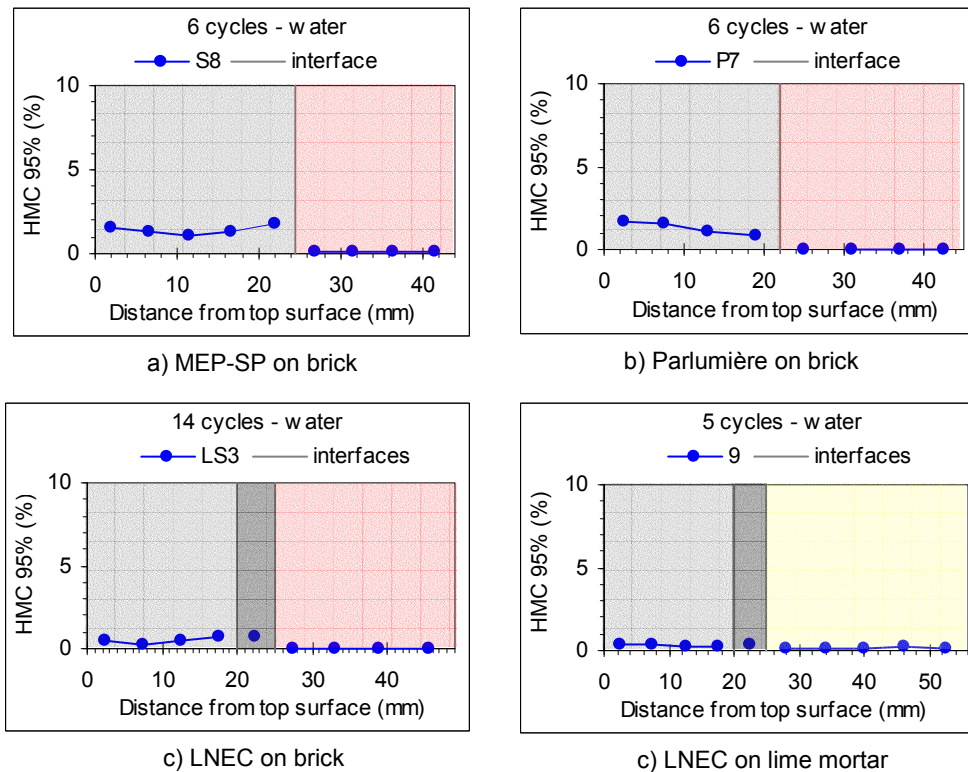 6 cycles - water
S8 interface
10
5
0
HMC 95% (%)
0 10 20 30 40
Distance from top surface (mm)
a) MEP-SP on brick
6 cycles - water
P7 interface
10
5
0
HMC 95% (%)
0 10 20 30 40
Distance from top surface (mm)
b) Parlumière on brick
14 cycles - water
LS3 interfaces
10
5
0
HMC 95% (%)
0 10 20 30 40
Distance from top surface (mm)
c) LNEC on brick
5 cycles - water
9 interfaces
10
5
0
HMC 95% (%)
0 10 20 30 40 50
Distance from top surface (mm)
c) LNEC on lime mortar